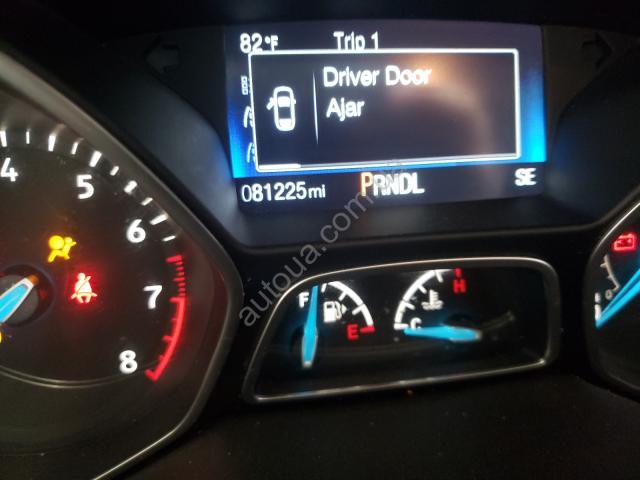 82°F Trip 1
Driver Door
Ajar
081225mi PRNDL SE
4
5
6
7
8
F E
C H
autoua.com